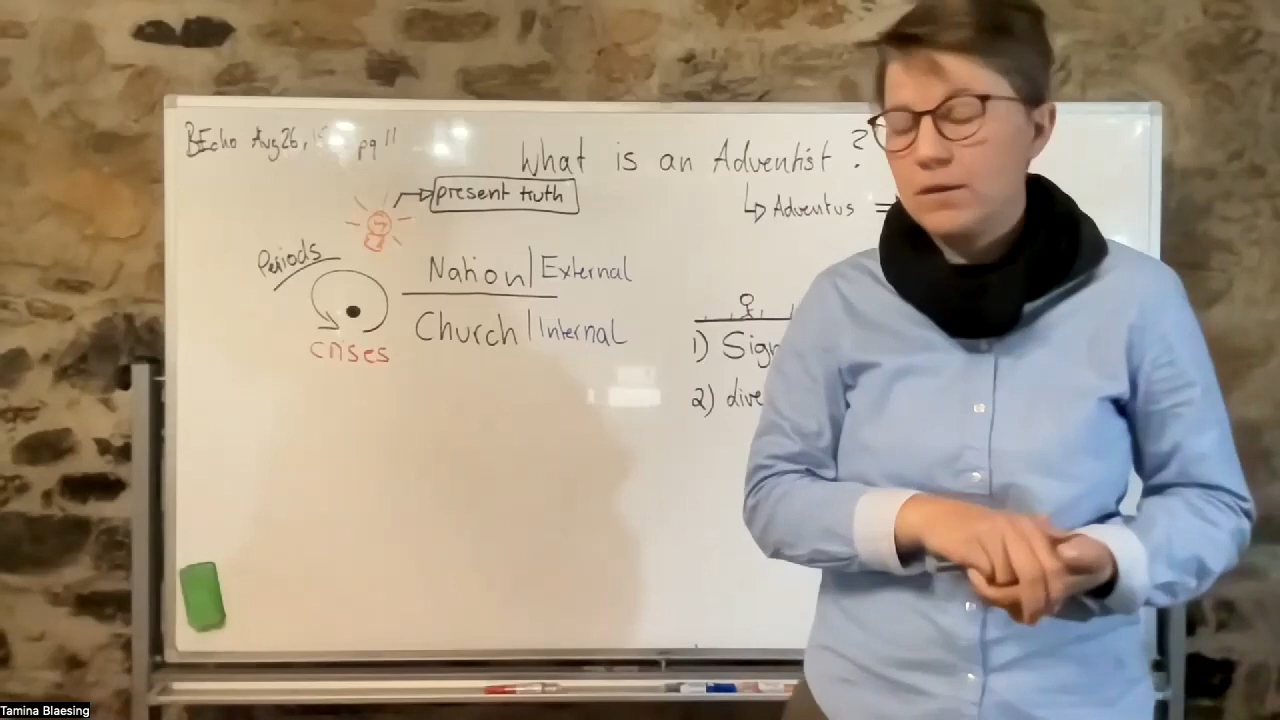 BEcho Aug 26, pg 11
What is an Adventist ?
present truth
↳ Adventus =
Periods
Nation | External
crises
Church | Internal
1) Sign
2) dive
Tamina Blaesing